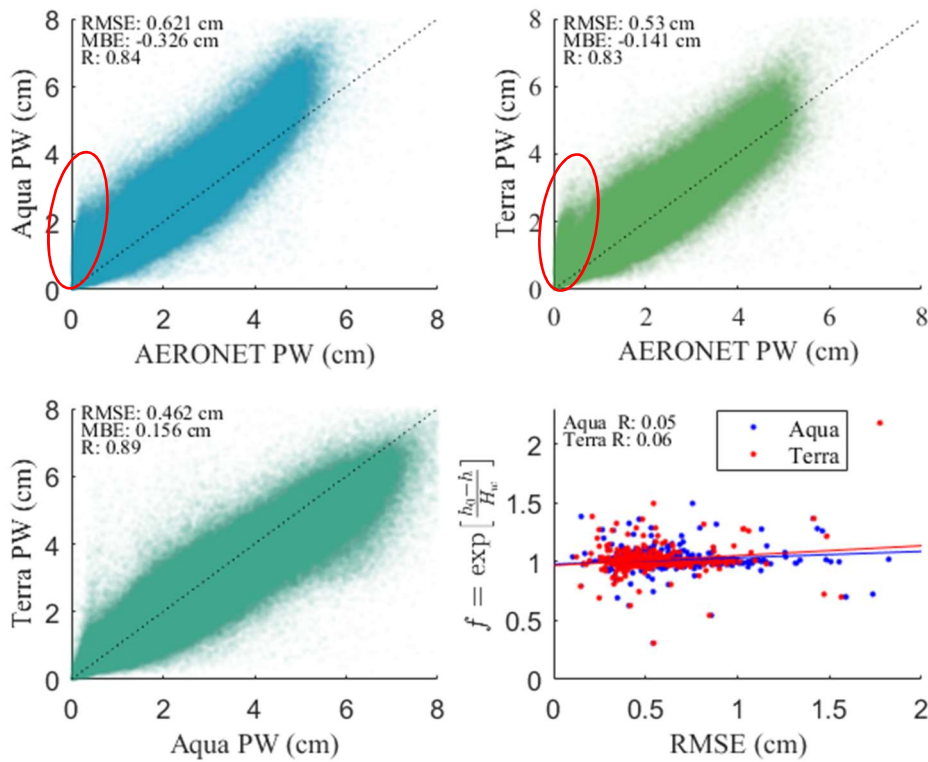 RMSE: 0.621 cm
MBE: -0.326 cm
R: 0.84
Aqua PW (cm)
8
6
4
2
0
0 2 4 6 8
AERONET PW (cm)
RMSE: 0.53 cm
MBE: -0.141 cm
R: 0.83
Terra PW (cm)
8
6
4
2
0
0 2 4 6 8
AERONET PW (cm)
RMSE: 0.462 cm
MBE: 0.156 cm
R: 0.89
Terra PW (cm)
8
6
4
2
0
0 2 4 6 8
Aqua PW (cm)
Aqua R: 0.05
Terra R: 0.06
Aqua
Terra
f = exp[(h₀−h)/H_w]
2
1.5
1
0.5
0
0 0.5 1 1.5 2
RMSE (cm)